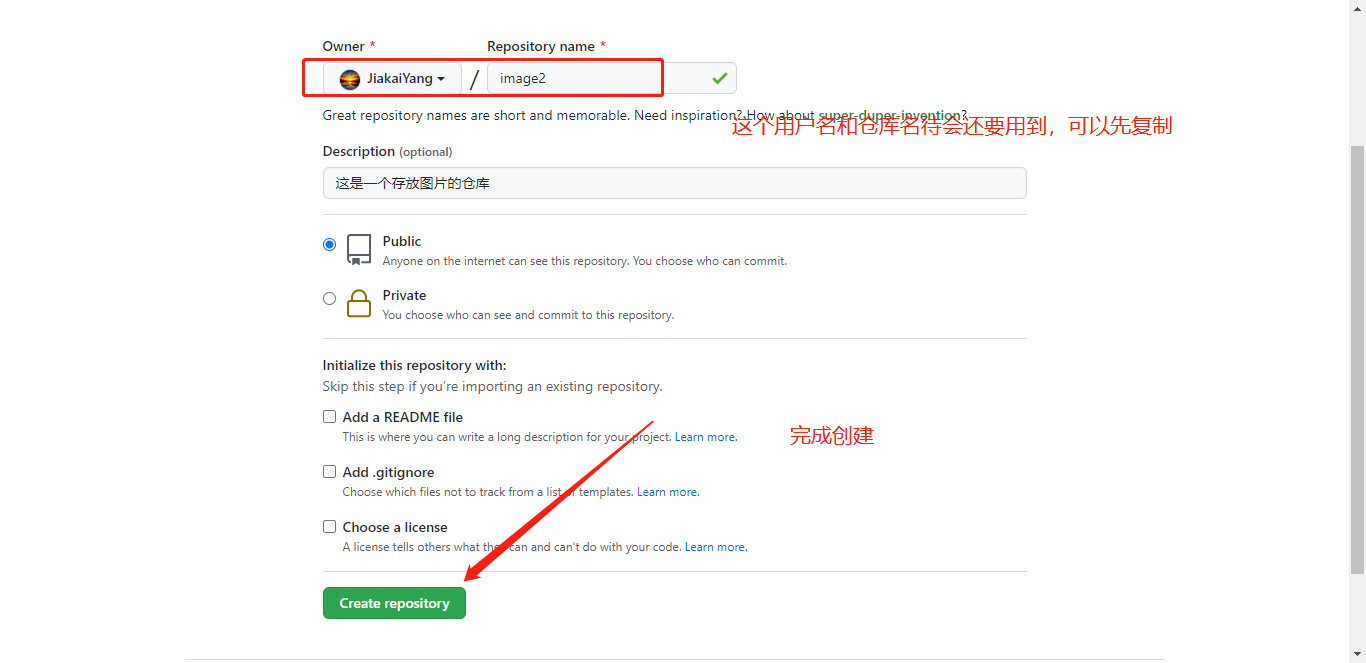 Owner * Repository name *
JiakaiYang / image2
Great repository names are short and memorable. Need inspiration? How about super-duper-invention?
这个用户名和仓库名待会还要用到，可以先复制
Description (optional)
这是一个存放图片的仓库
Public
Anyone on the internet can see this repository. You choose who can commit.
Private
You choose who can see and commit to this repository.
Initialize this repository with:
Skip this step if you're importing an existing repository.
Add a README file
This is where you can write a long description for your project. Learn more.
完成创建
Add .gitignore
Choose which files not to track from a list of templates. Learn more.
Choose a license
A license tells others what they can and can't do with your code. Learn more.
Create repository